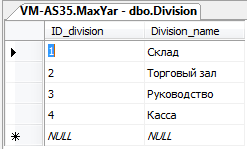 VM-AS35.MaxYar - dbo.Division
ID_division Division_name
1 Склад
2 Торговый зал
3 Руководство
4 Касса
NULL NULL